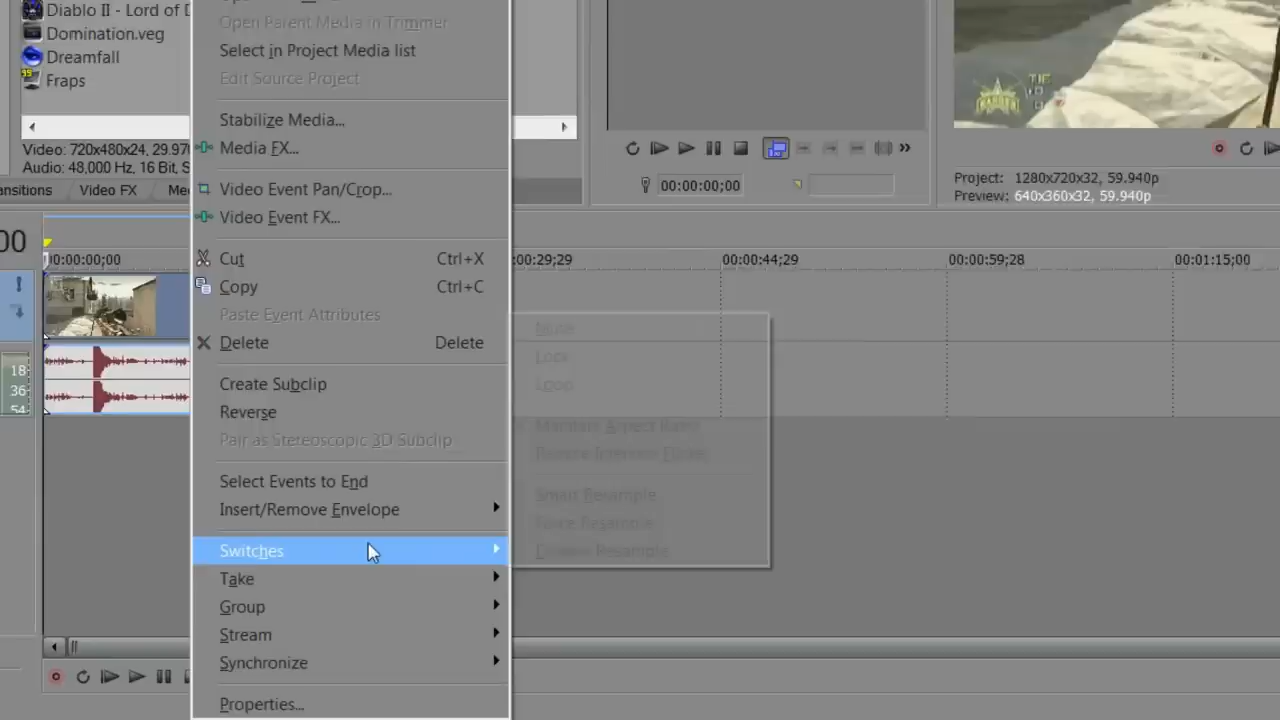 Diablo II - Lord of D
Domination.veg
Dreamfall
Fraps
Video: 720x480x24, 29.970
Audio: 48,000 Hz, 16 Bit, S
ansitions
Video FX
Me
Open Parent Media in Trimmer
Select in Project Media list
Edit Source Project
Stabilize Media...
Media FX...
Video Event Pan/Crop...
Video Event FX...
Cut Ctrl+X
Copy Ctrl+C
Paste Event Attributes
Delete Delete
Create Subclip
Reverse
Pair as Stereoscopic 3D Subclip
Select Events to End
Insert/Remove Envelope
Switches
Take
Group
Stream
Synchronize
Properties...
Mute
Lock
Loop
Maintain Aspect Ratio
Reduce Interlace Flicker
Smart Resample
Force Resample
Disable Resample
00:00:00;00
Project: 1280x720x32, 59.940p
Preview: 640x360x32, 59.940p
00
00:00:00;00
:00:29;29
00:00:44;29
00:00:59;28
00:01:15;00
18
36
54